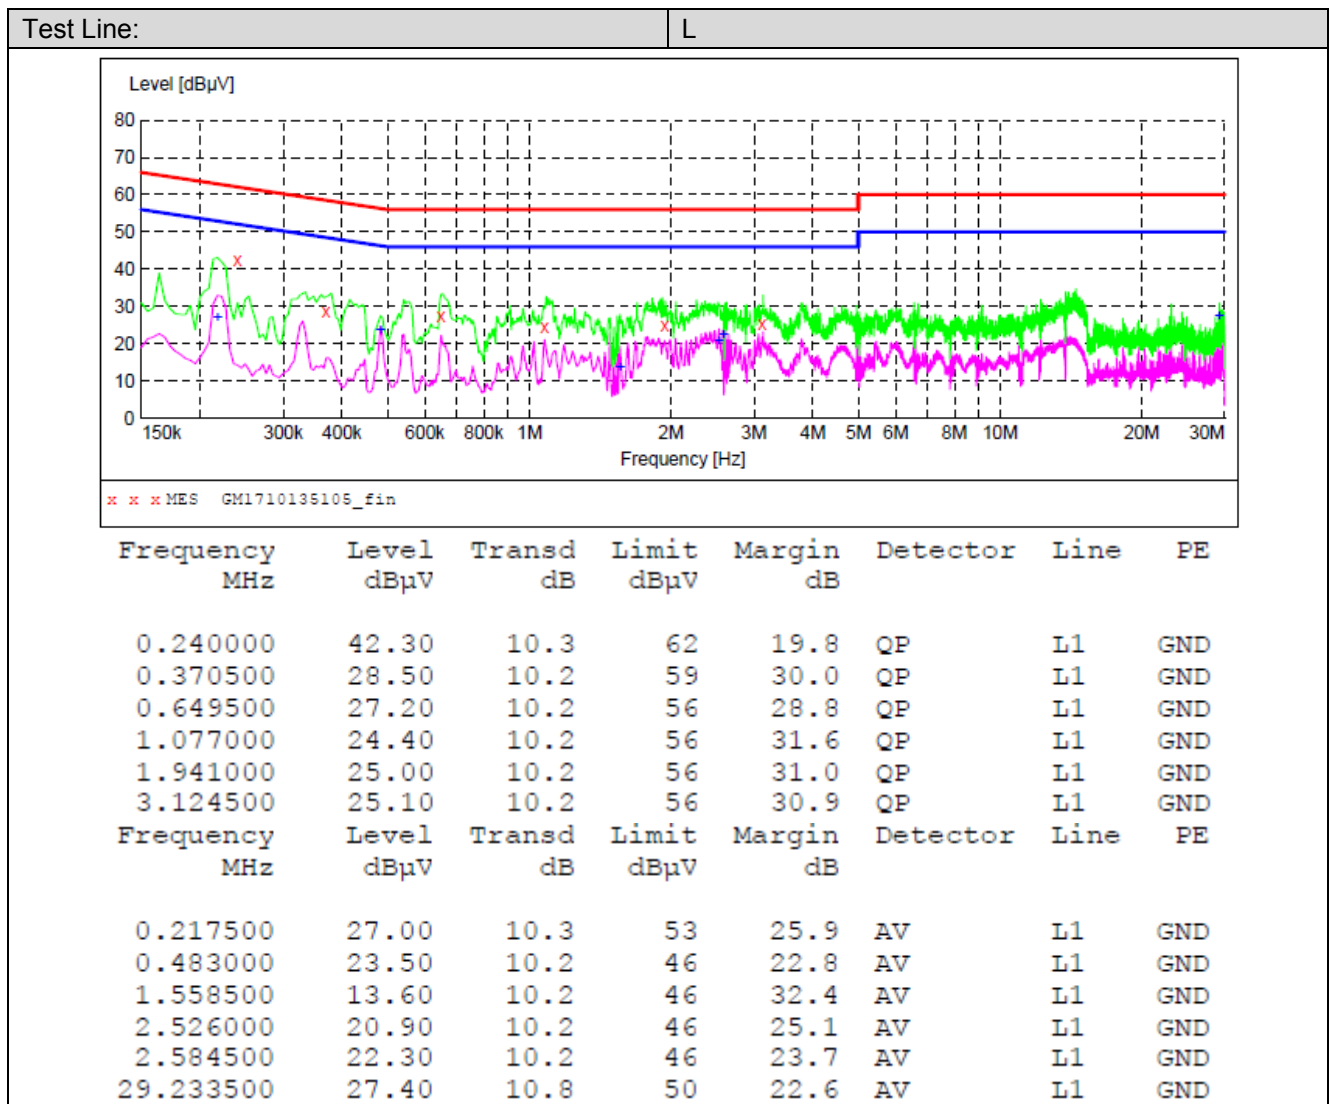 Test Line: L
Level [dBµV]
80
70
60
50
40
30
20
10
0
150k 300k 400k 600k 800k 1M 2M 3M 4M 5M 6M 8M 10M 20M 30M
Frequency [Hz]
x x x MES GM1710135105_fin
Frequency Level Transd Limit Margin Detector Line PE
MHz dBµV dB dBµV dB
0.240000 42.30 10.3 62 19.8 QP L1 GND
0.370500 28.50 10.2 59 30.0 QP L1 GND
0.649500 27.20 10.2 56 28.8 QP L1 GND
1.077000 24.40 10.2 56 31.6 QP L1 GND
1.941000 25.00 10.2 56 31.0 QP L1 GND
3.124500 25.10 10.2 56 30.9 QP L1 GND
Frequency Level Transd Limit Margin Detector Line PE
MHz dBµV dB dBµV dB
0.217500 27.00 10.3 53 25.9 AV L1 GND
0.483000 23.50 10.2 46 22.8 AV L1 GND
1.558500 13.60 10.2 46 32.4 AV L1 GND
2.526000 20.90 10.2 46 25.1 AV L1 GND
2.584500 22.30 10.2 46 23.7 AV L1 GND
29.233500 27.40 10.8 50 22.6 AV L1 GND